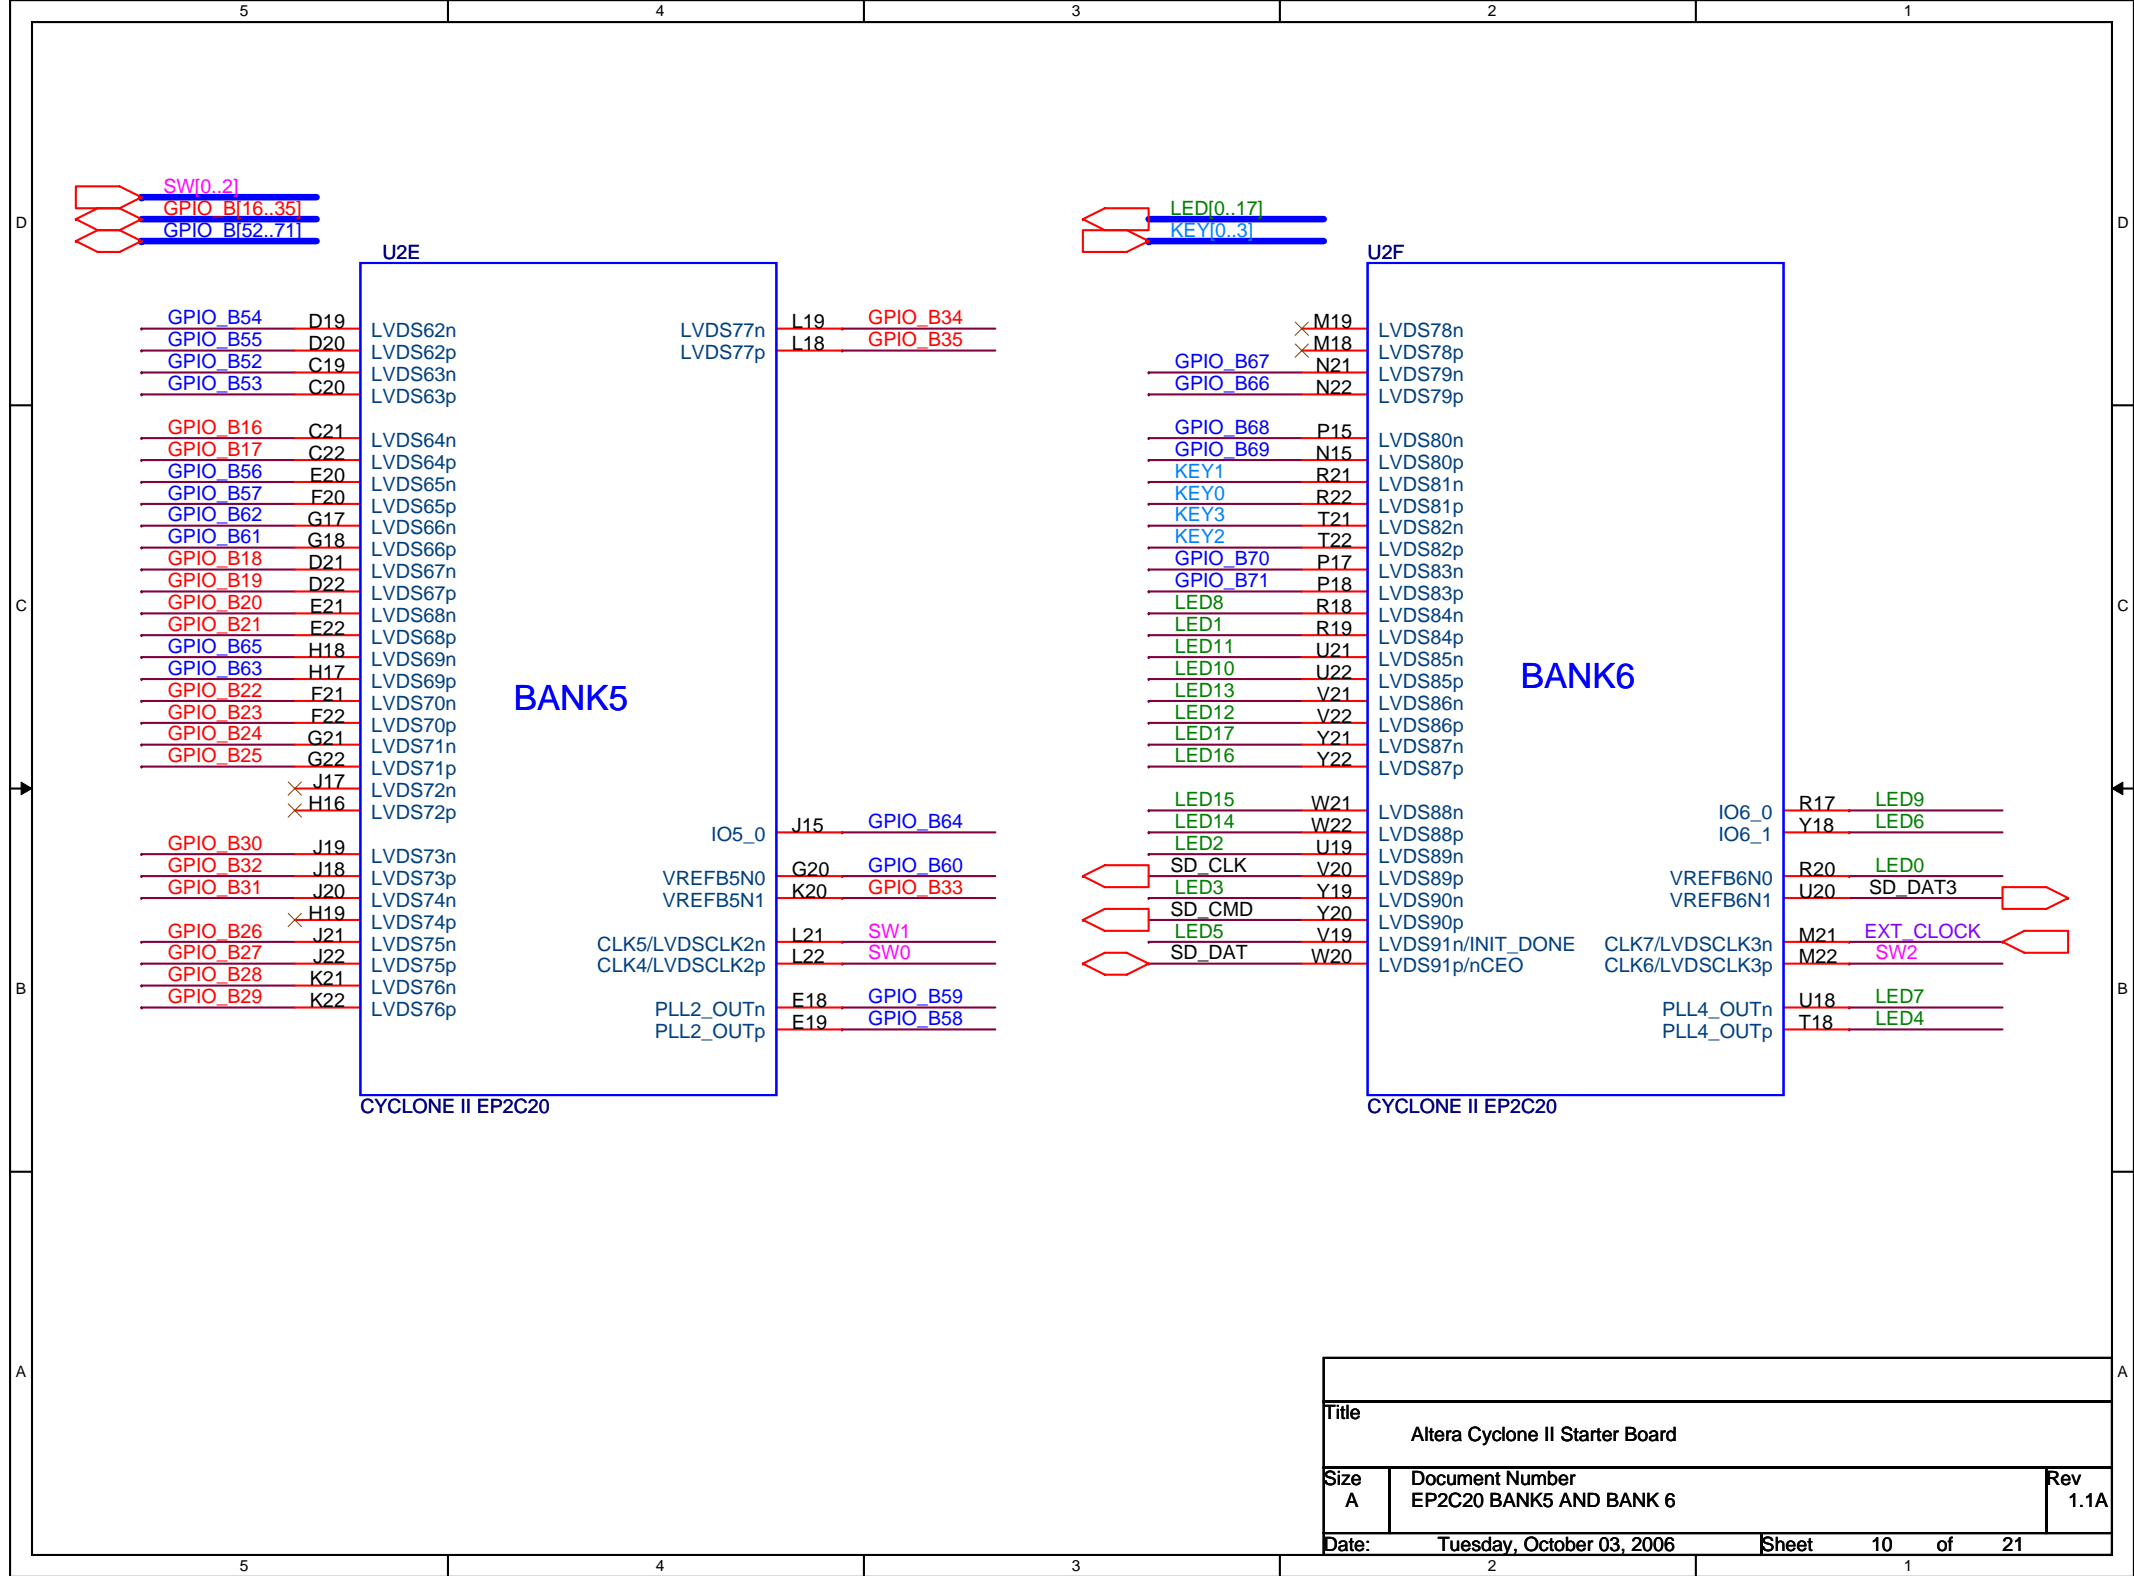 5 4 3 2 1
D D
C C
B B
A A
SW[0..2]
GPIO_B[16..35]
GPIO_B[52..71]
U2E
GPIO_B54 D19 LVDS62n
GPIO_B55 D20 LVDS62p
GPIO_B52 C19 LVDS63n
GPIO_B53 C20 LVDS63p
GPIO_B16 C21 LVDS64n
GPIO_B17 C22 LVDS64p
GPIO_B56 E20 LVDS65n
GPIO_B57 F20 LVDS65p
GPIO_B62 G17 LVDS66n
GPIO_B61 G18 LVDS66p
GPIO_B18 D21 LVDS67n
GPIO_B19 D22 LVDS67p
GPIO_B20 E21 LVDS68n
GPIO_B21 E22 LVDS68p
GPIO_B65 H18 LVDS69n
GPIO_B63 H17 LVDS69p
GPIO_B22 F21 LVDS70n
GPIO_B23 F22 LVDS70p
GPIO_B24 G21 LVDS71n
GPIO_B25 G22 LVDS71p
J17 LVDS72n
H16 LVDS72p
GPIO_B30 J19 LVDS73n
GPIO_B32 J18 LVDS73p
GPIO_B31 J20 LVDS74n
H19 LVDS74p
GPIO_B26 J21 LVDS75n
GPIO_B27 J22 LVDS75p
GPIO_B28 K21 LVDS76n
GPIO_B29 K22 LVDS76p
BANK5
LVDS77n L19 GPIO_B34
LVDS77p L18 GPIO_B35
IO5_0 J15 GPIO_B64
VREFB5N0 G20 GPIO_B60
VREFB5N1 K20 GPIO_B33
CLK5/LVDSCLK2n L21 SW1
CLK4/LVDSCLK2p L22 SW0
PLL2_OUTn E18 GPIO_B59
PLL2_OUTp E19 GPIO_B58
CYCLONE II EP2C20
LED[0..17]
KEY[0..3]
U2F
M19 LVDS78n
M18 LVDS78p
GPIO_B67 N21 LVDS79n
GPIO_B66 N22 LVDS79p
GPIO_B68 P15 LVDS80n
GPIO_B69 N15 LVDS80p
KEY1 R21 LVDS81n
KEY0 R22 LVDS81p
KEY3 T21 LVDS82n
KEY2 T22 LVDS82p
GPIO_B70 P17 LVDS83n
GPIO_B71 P18 LVDS83p
LED8 R18 LVDS84n
LED1 R19 LVDS84p
LED11 U21 LVDS85n
LED10 U22 LVDS85p
LED13 V21 LVDS86n
LED12 V22 LVDS86p
LED17 Y21 LVDS87n
LED16 Y22 LVDS87p
LED15 W21 LVDS88n
LED14 W22 LVDS88p
LED2 U19 LVDS89n
SD_CLK V20 LVDS89p
LED3 Y19 LVDS90n
SD_CMD Y20 LVDS90p
LED5 V19 LVDS91n/INIT_DONE
SD_DAT W20 LVDS91p/nCEO
BANK6
IO6_0 R17 LED9
IO6_1 Y18 LED6
VREFB6N0 R20 LED0
VREFB6N1 U20 SD_DAT3
CLK7/LVDSCLK3n M21 EXT_CLOCK
CLK6/LVDSCLK3p M22 SW2
PLL4_OUTn U18 LED7
PLL4_OUTp T18 LED4
CYCLONE II EP2C20
Title
Altera Cyclone II Starter Board
Size Document Number Rev
A EP2C20 BANK5 AND BANK 6 1.1A
Date: Tuesday, October 03, 2006 Sheet 10 of 21
5 4 3 2 1